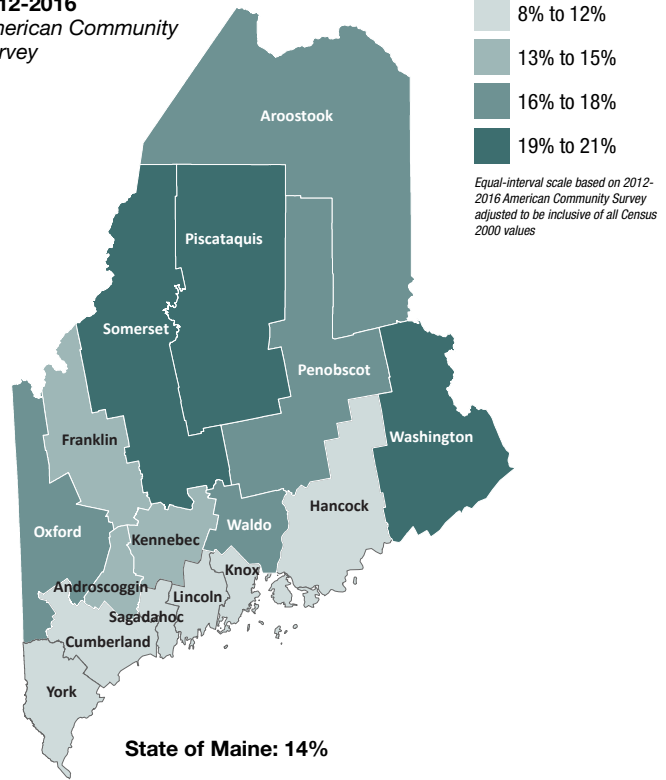 12-2016
American Community
Survey
8% to 12%
13% to 15%
16% to 18%
19% to 21%
Equal-interval scale based on 2012-
2016 American Community Survey
adjusted to be inclusive of all Census
2000 values
Aroostook
Piscataquis
Somerset
Penobscot
Franklin
Washington
Hancock
Oxford
Kennebec
Waldo
Knox
Androscoggin
Lincoln
Sagadahoc
Cumberland
York
State of Maine: 14%